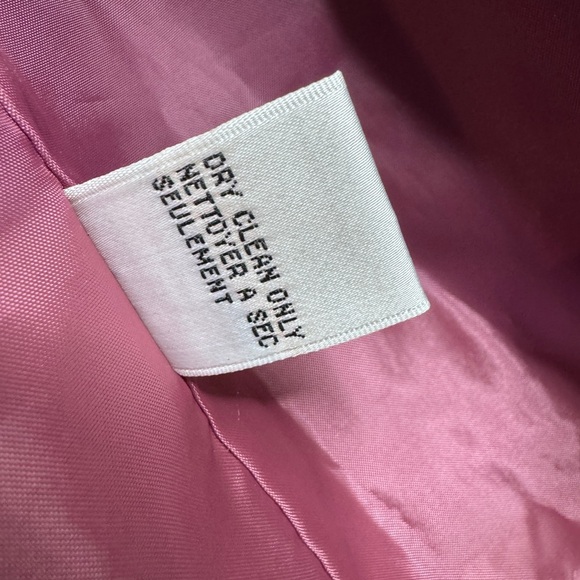 DRY CLEAN ONLY
NETTOYER A SEC
SEULEMENT